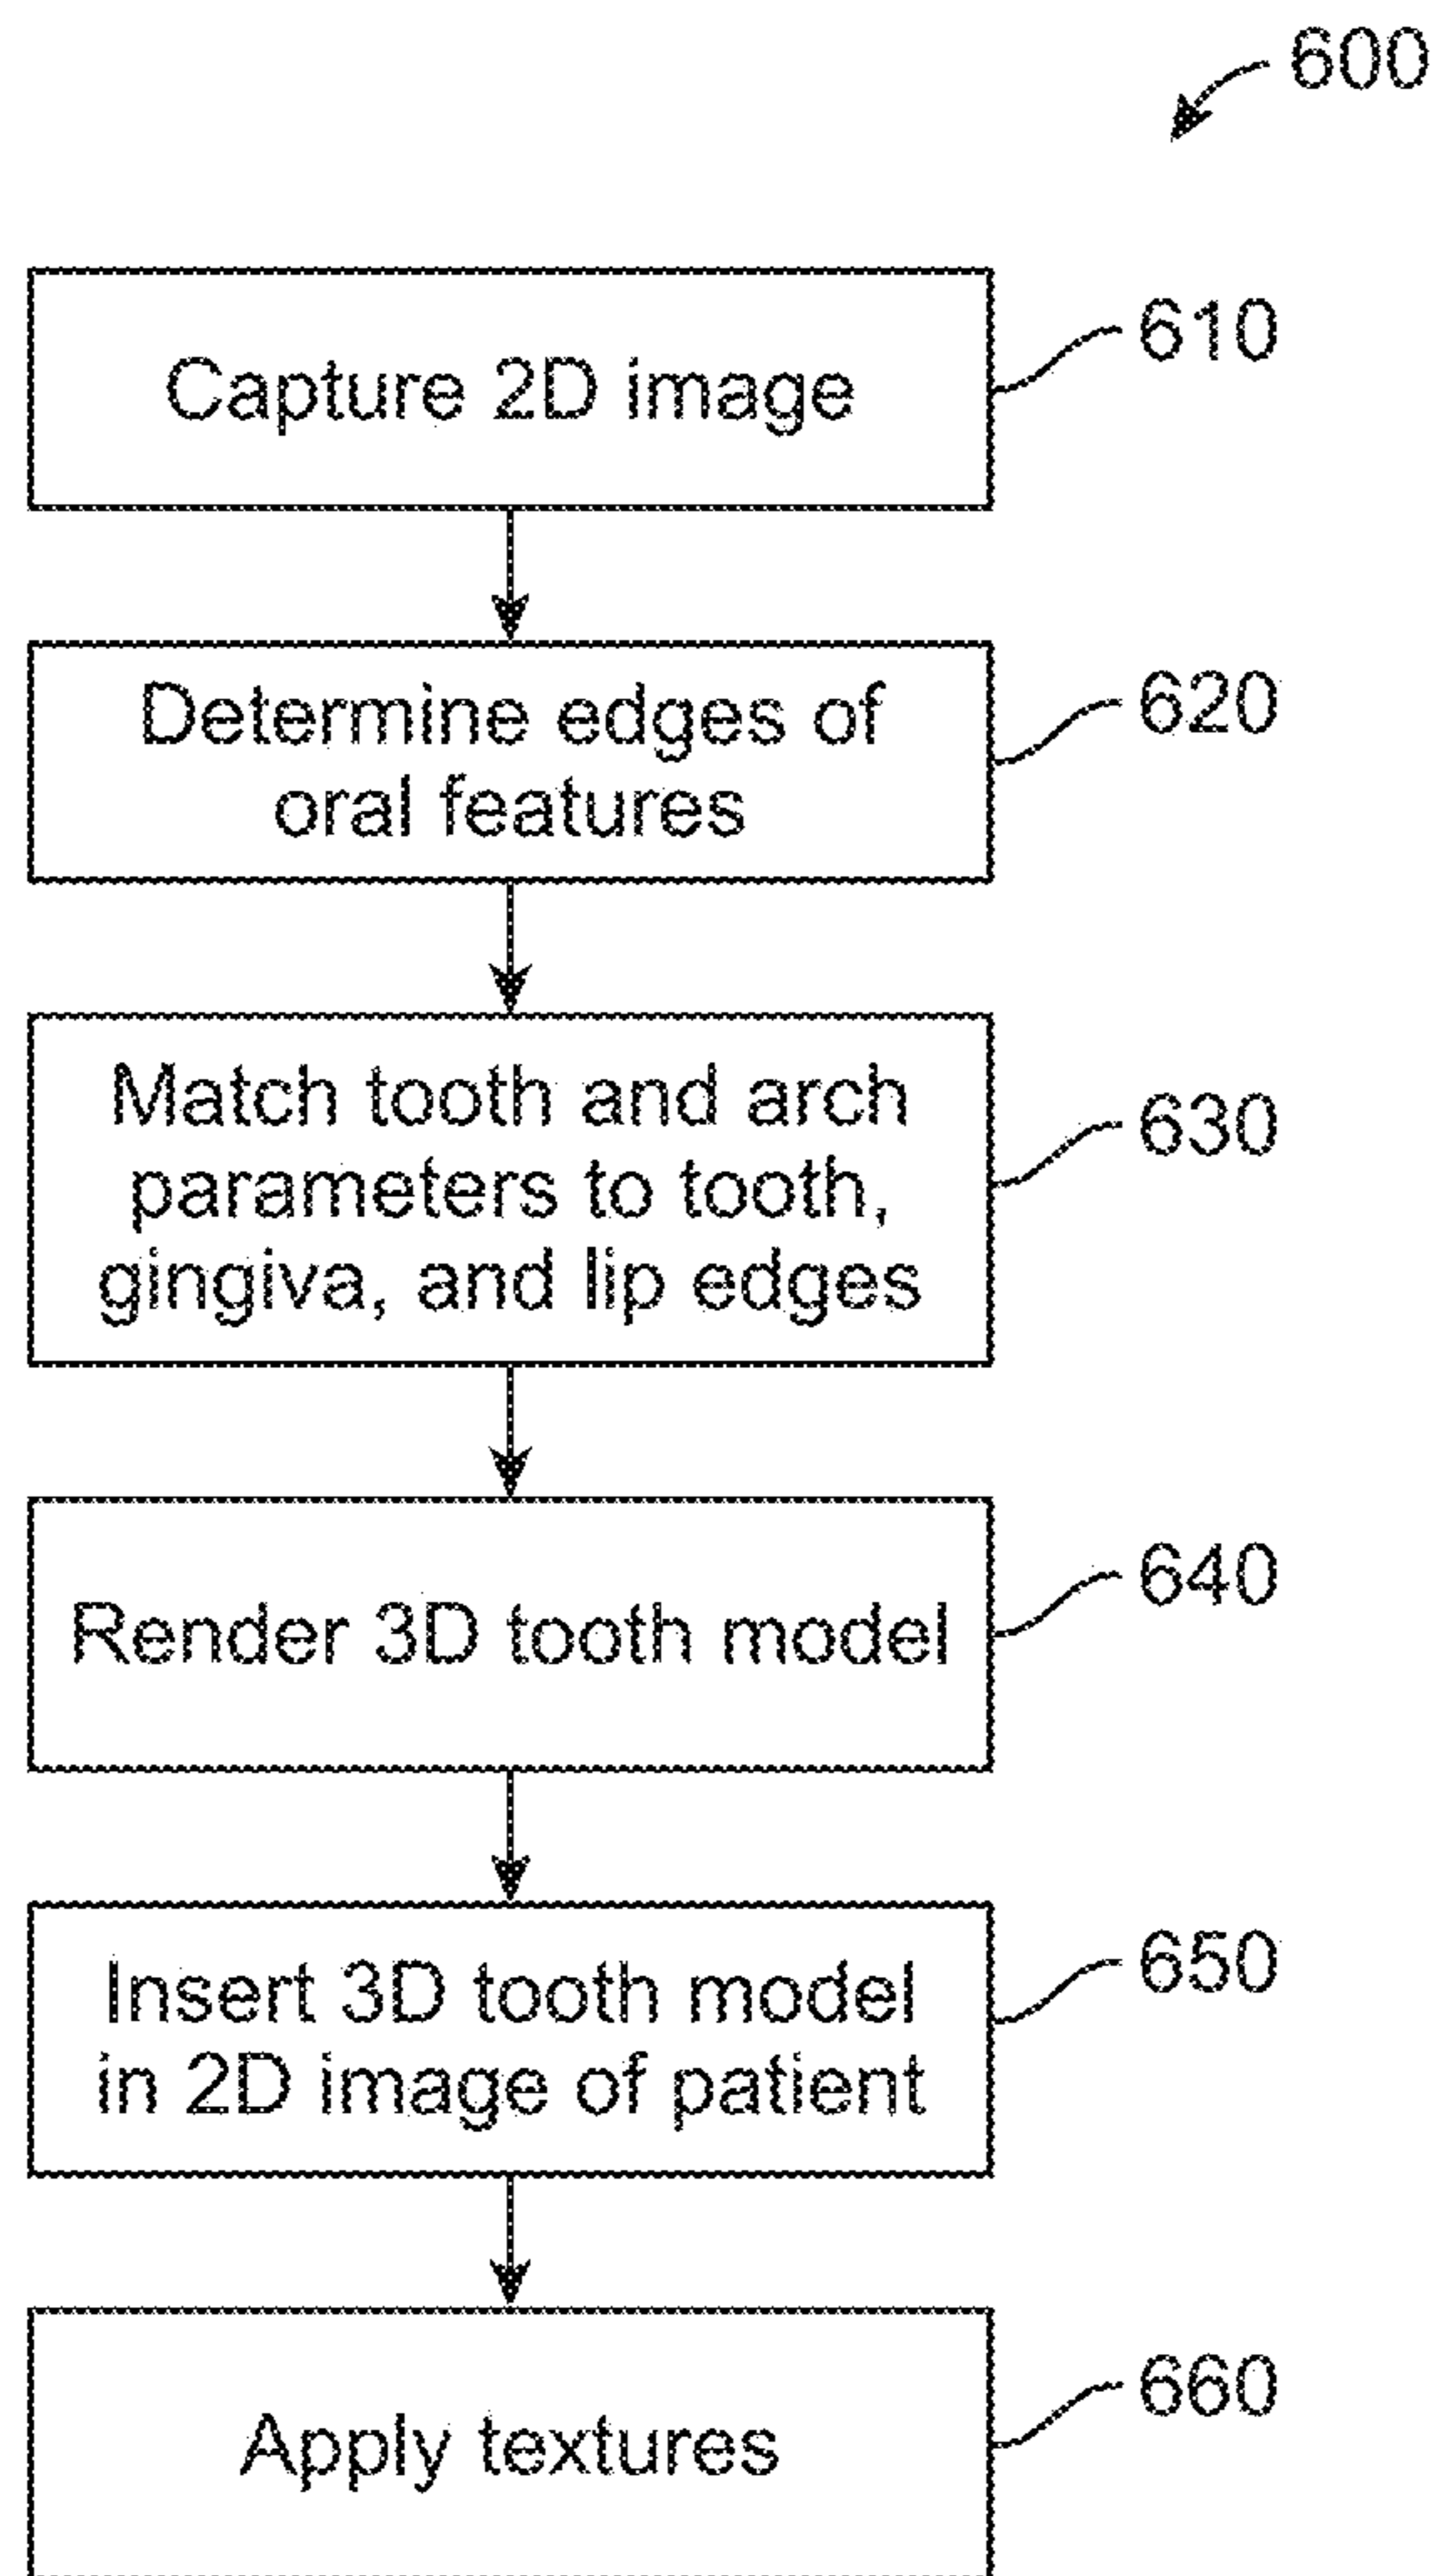 600
Capture 2D image
610
Determine edges of
oral features
620
Match tooth and arch
parameters to tooth,
gingiva, and lip edges
630
Render 3D tooth model
640
Insert 3D tooth model
in 2D image of patient
650
Apply textures
660